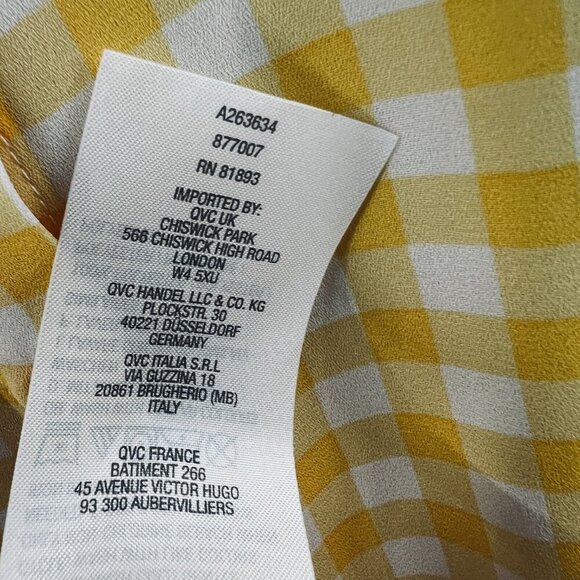 A263634
877007
RN 81893
IMPORTED BY:
QVC UK
CHISWICK PARK
566 CHISWICK HIGH ROAD
LONDON
W4 5XU
QVC HANDEL LLC & CO. KG
PLOCKSTR. 30
40221 DÜSSELDORF
GERMANY
QVC ITALIA S.R.L
VIA GUZZINA 18
20861 BRUGHERIO (MB)
ITALY
QVC FRANCE
BATIMENT 266
45 AVENUE VICTOR HUGO
93 300 AUBERVILLIERS